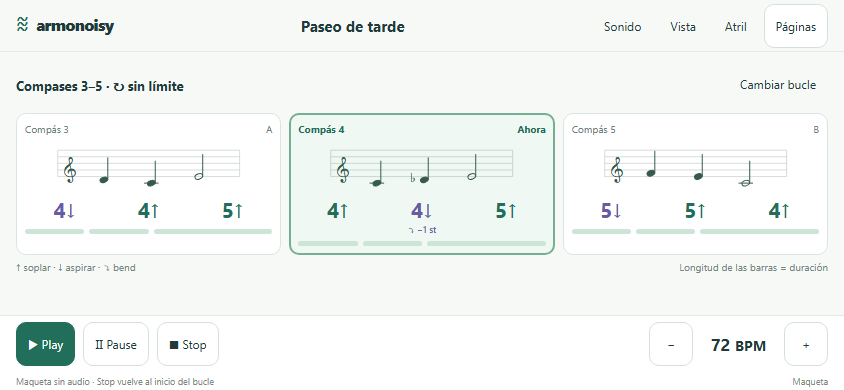 armonoisy
Paseo de tarde
Sonido
Vista
Atril
Páginas
Compases 3–5 · ↻ sin límite
Cambiar bucle
Compás 3
A
4↓ 4↑ 5↑
Compás 4
Ahora
4↑ 4↓ 5↑
⤵ −1 st
Compás 5
B
5↓ 5↑ 4↑
↑ soplar · ↓ aspirar · ⤵ bend
Longitud de las barras = duración
▶ Play
II Pause
■ Stop
−
72 BPM
+
Maqueta sin audio · Stop vuelve al inicio del bucle
Maqueta